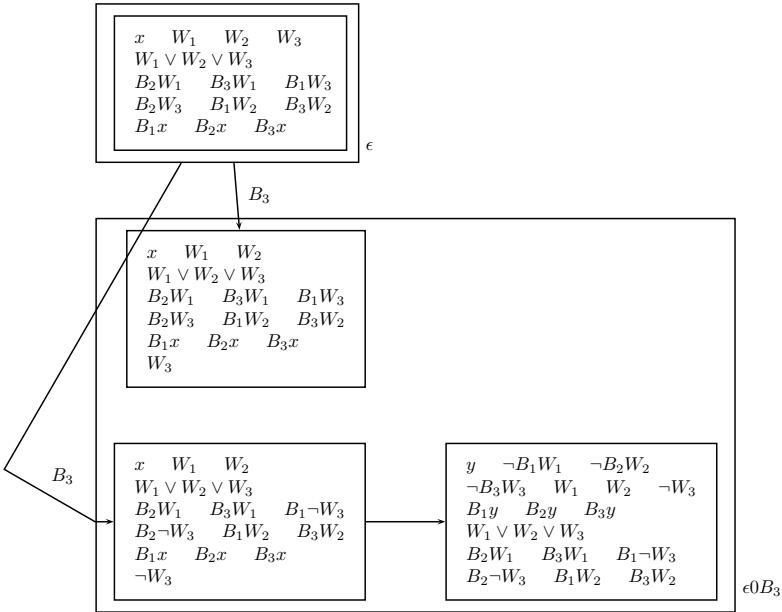 x W₁ W₂ W₃
W₁ ∨ W₂ ∨ W₃
B₂W₁ B₃W₁ B₁W₃
B₂W₃ B₁W₂ B₃W₂
B₁x B₂x B₃x
ϵ
B₃
x W₁ W₂
W₁ ∨ W₂ ∨ W₃
B₂W₁ B₃W₁ B₁W₃
B₂W₃ B₁W₂ B₃W₂
B₁x B₂x B₃x
W₃
B₃
x W₁ W₂
W₁ ∨ W₂ ∨ W₃
B₂W₁ B₃W₁ B₁¬W₃
B₂¬W₃ B₁W₂ B₃W₂
B₁x B₂x B₃x
¬W₃
y ¬B₁W₁ ¬B₂W₂
¬B₃W₃ W₁ W₂ ¬W₃
B₁y B₂y B₃y
W₁ ∨ W₂ ∨ W₃
B₂W₁ B₃W₁ B₁¬W₃
B₂¬W₃ B₁W₂ B₃W₂
ϵ0B₃